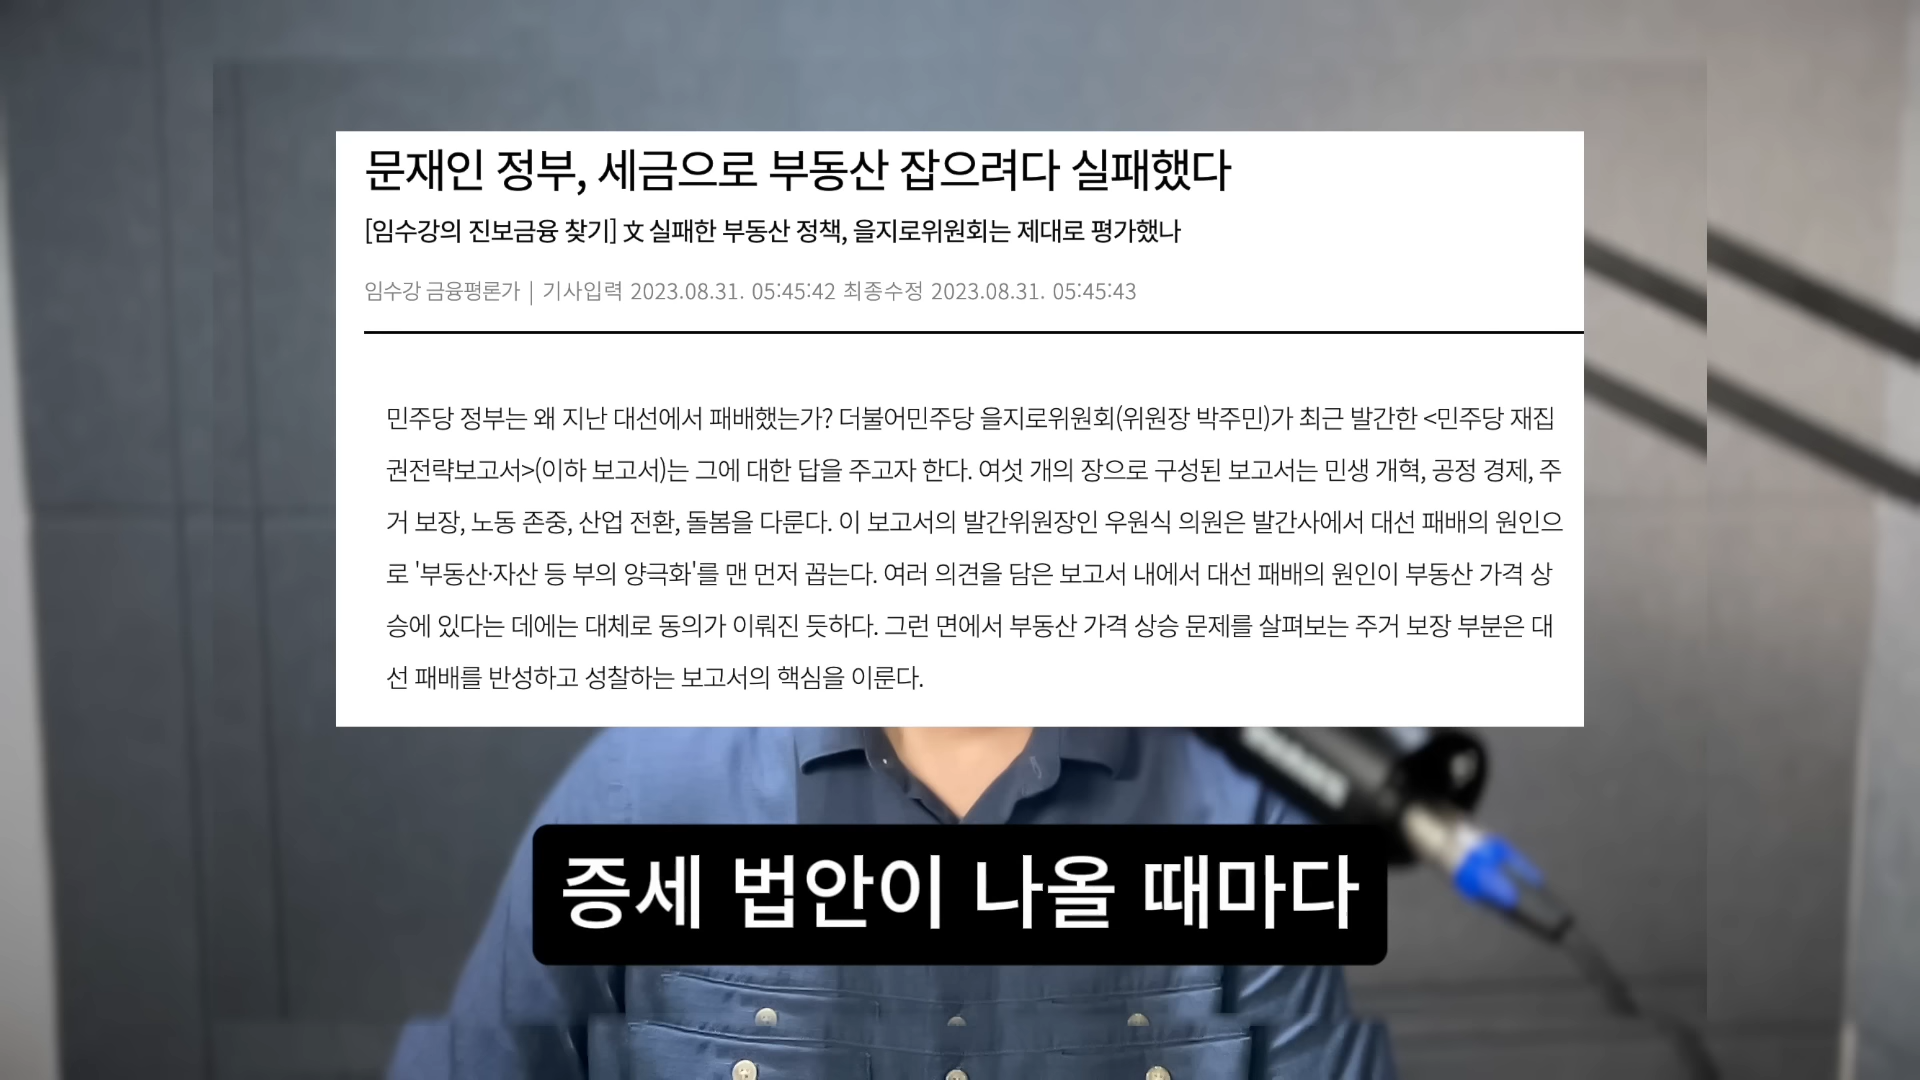 문재인 정부, 세금으로 부동산 잡으려다 실패했다
[임수강의 진보금융 찾기] 文 실패한 부동산 정책, 을지로위원회는 제대로 평가했나
임수강 금융평론가 | 기사입력 2023.08.31. 05:45:42 최종수정 2023.08.31. 05:45:43
민주당 정부는 왜 지난 대선에서 패배했는가? 더불어민주당 을지로위원회(위원장 박주민)가 최근 발간한 <민주당 재집
권전략보고서>(이하 보고서)는 그에 대한 답을 주고자 한다. 여섯 개의 장으로 구성된 보고서는 민생 개혁, 공정 경제, 주
거 보장, 노동 존중, 산업 전환, 돌봄을 다룬다. 이 보고서의 발간위원장인 우원식 의원은 발간사에서 대선 패배의 원인으
로 '부동산·자산 등 부의 양극화'를 맨 먼저 꼽는다. 여러 의견을 담은 보고서 내에서 대선 패배의 원인이 부동산 가격 상
승에 있다는 데에는 대체로 동의가 이뤄진 듯하다. 그런 면에서 부동산 가격 상승 문제를 살펴보는 주거 보장 부분은 대
선 패배를 반성하고 성찰하는 보고서의 핵심을 이룬다.
증세 법안이 나올 때마다